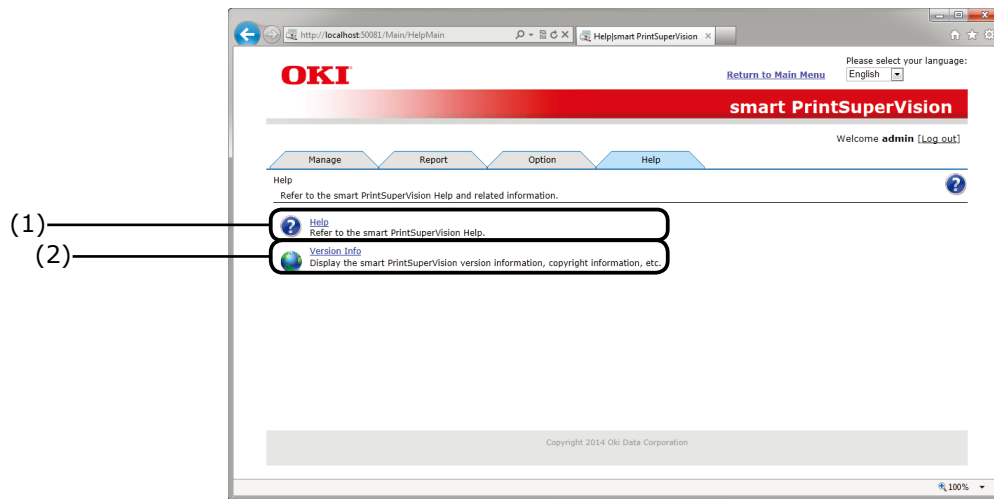 http://localhost:50081/Main/HelpMain
Help|smart PrintSuperVision
OKI
Return to Main Menu
Please select your language:
English
smart PrintSuperVision
Welcome admin [Log out]
Manage
Report
Option
Help
Help
Refer to the smart PrintSuperVision Help and related information.
(1)
Help
Refer to the smart PrintSuperVision Help.
(2)
Version Info
Display the smart PrintSuperVision version information, copyright information, etc.
Copyright 2014 Oki Data Corporation
100%